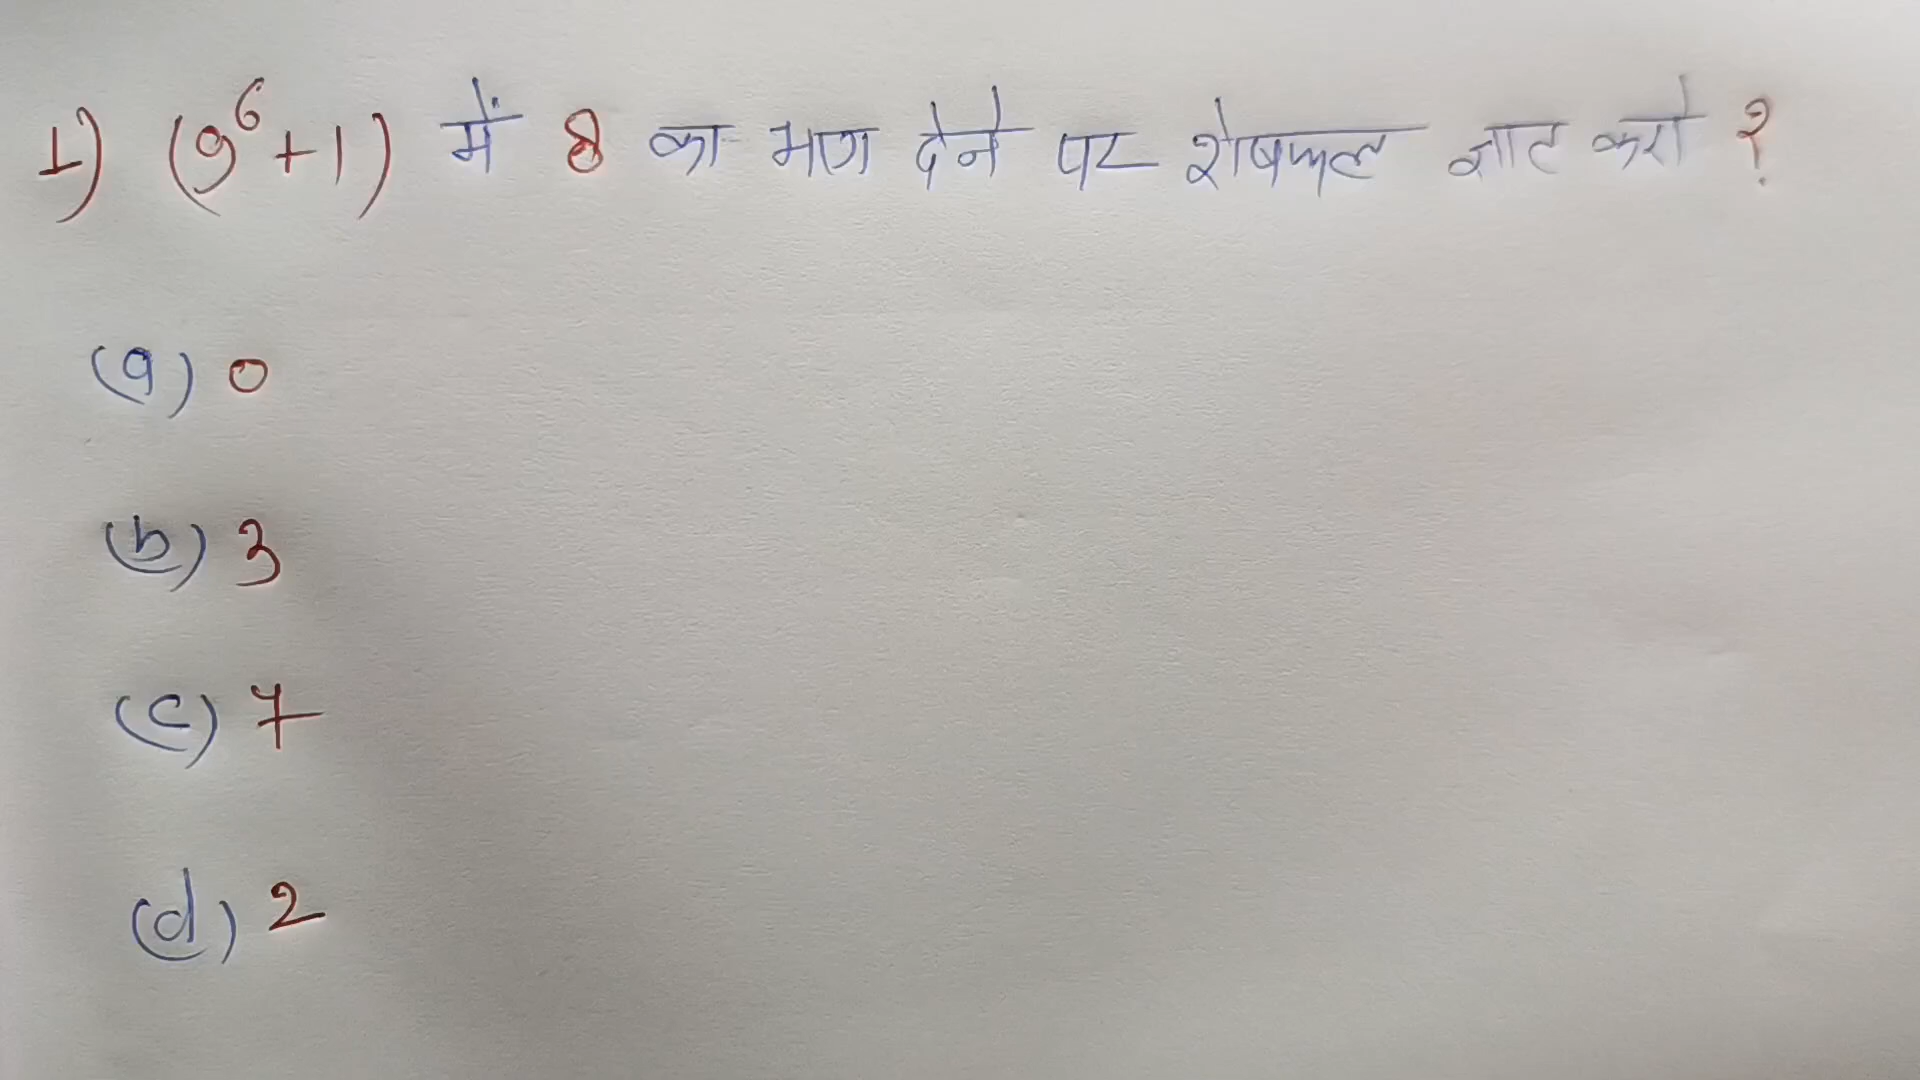 1) (9⁶+1) में 8 का भाग देने पर शेषफल ज्ञात करो ?
(a) 0
(b) 3
(c) 7
(d) 2